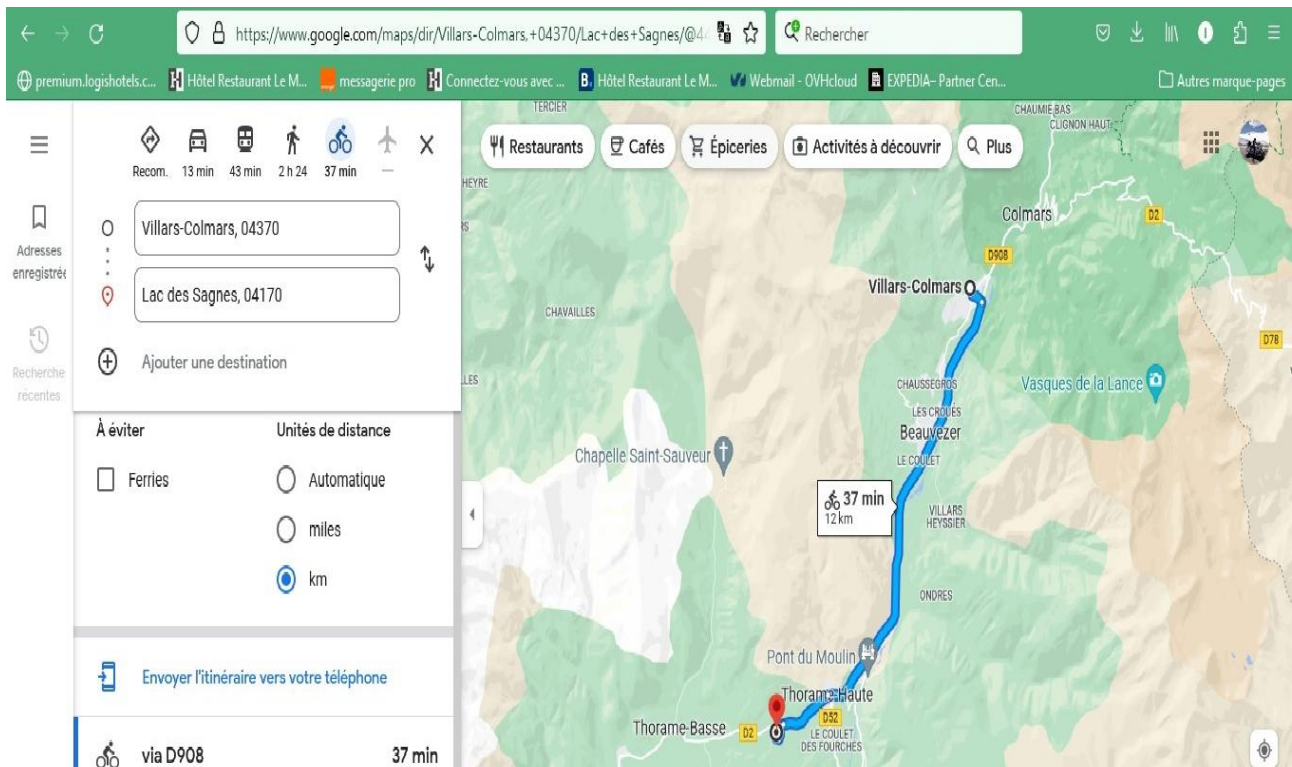 https://www.google.com/maps/dir/Villars-Colmars,+04370/Lac+des+Sagnes/@44
Rechercher
premium.logishotels.c...
Hôtel Restaurant Le M...
messagerie pro
Connectez-vous avec ...
Hôtel Restaurant Le M...
Webmail - OVHcloud
EXPEDIA– Partner Cen...
Autres marque-pages
Adresses
enregistrée
Recherche
récentes
Recom.
13 min
43 min
2 h 24
37 min
—
Villars-Colmars, 04370
Lac des Sagnes, 04170
Ajouter une destination
À éviter
Ferries
Unités de distance
Automatique
miles
km
Envoyer l'itinéraire vers votre téléphone
via D908
37 min
Restaurants
Cafés
Épiceries
Activités à découvrir
Plus
TERCIER
CHAUMIE BAS
CLIGNON HAUT
HEYRE
Colmars
D2
D908
Villars-Colmars
CHAVAILLES
D78
LLES
CHAUSSEGROS
Vasques de la Lance
LES CROUÈS
Beauvezer
Chapelle Saint-Sauveur
LE COULET
37 min
12 km
VILLARS
HEYSSIER
ONDRES
Pont du Moulin
Thorame-Haute
Thorame-Basse
D2
D52
LE COULET
DES FOURCHES